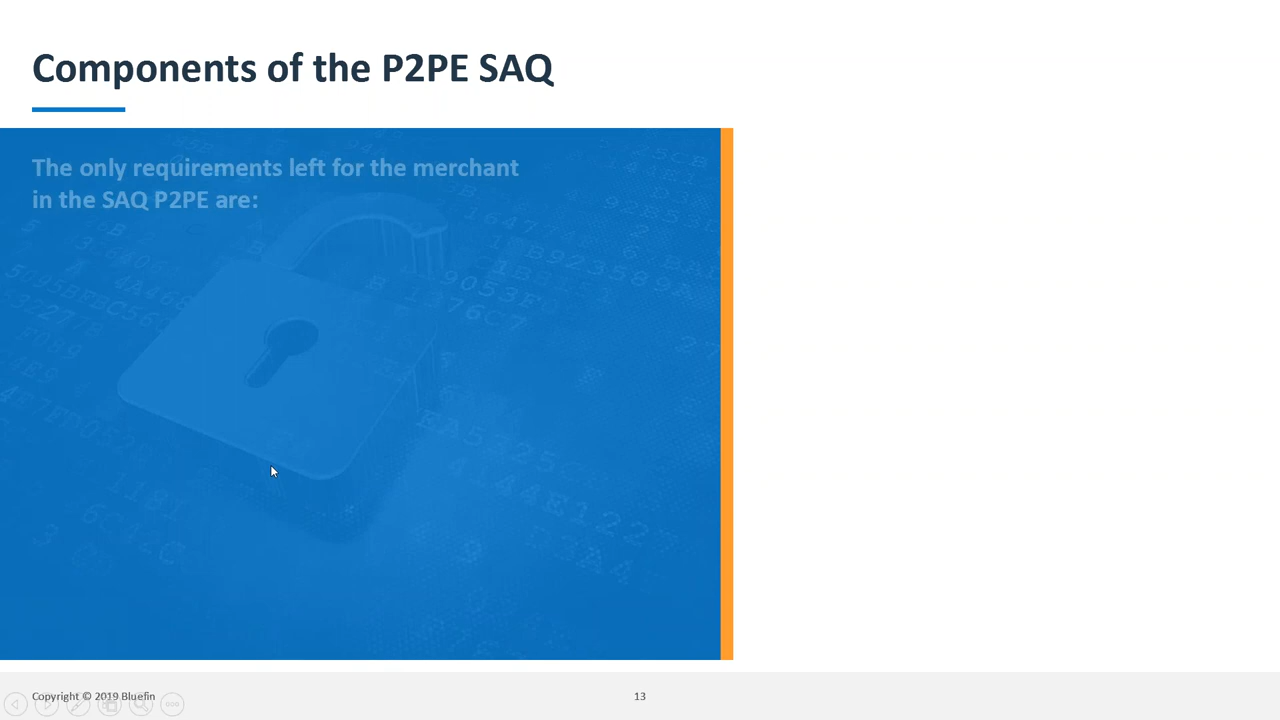 Components of the P2PE SAQ
The only requirements left for the merchant
in the SAQ P2PE are:
Copyright © 2019 Bluefin
13